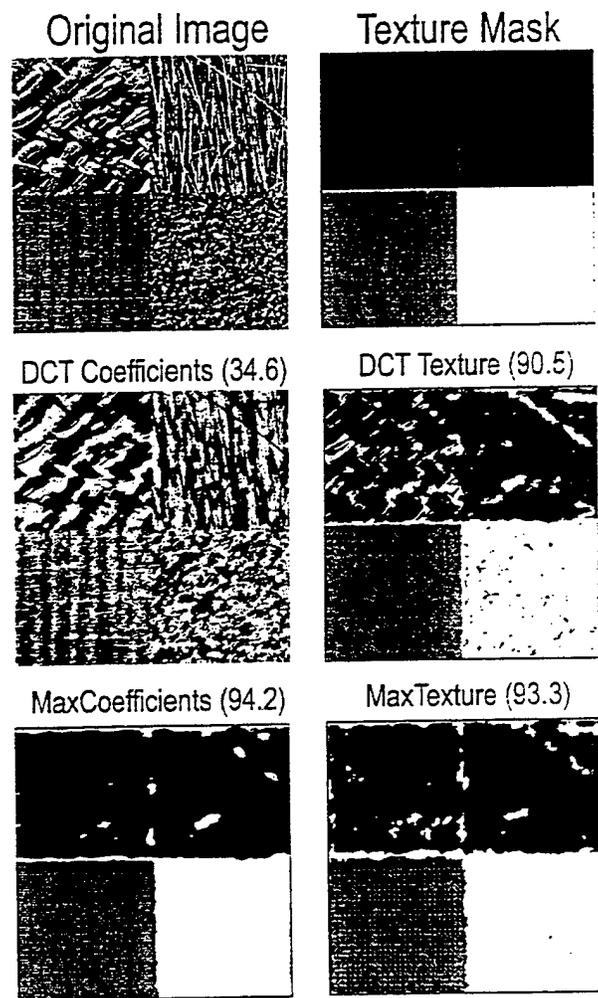 Original Image
Texture Mask
DCT Coefficients (34.6)
DCT Texture (90.5)
MaxCoefficients (94.2)
MaxTexture (93.3)